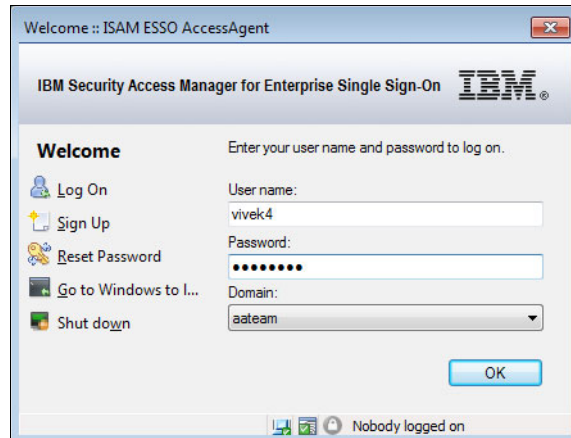 Welcome :: ISAM ESSO AccessAgent
IBM Security Access Manager for Enterprise Single Sign-On
IBM®
Welcome
Log On
Sign Up
Reset Password
Go to Windows to l...
Shut down
Enter your user name and password to log on.
User name:
vivek4
Password:
••••••••
Domain:
aateam
OK
Nobody logged on